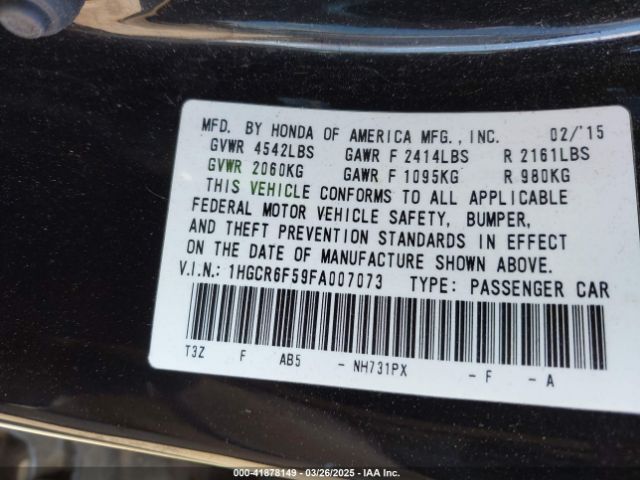 MFD. BY HONDA OF AMERICA MFG., INC. 02/'15
GVWR 4542LBS GAWR F 2414LBS R 2161LBS
GVWR 2060KG GAWR F 1095KG R 980KG
THIS VEHICLE CONFORMS TO ALL APPLICABLE
FEDERAL MOTOR VEHICLE SAFETY, BUMPER,
AND THEFT PREVENTION STANDARDS IN EFFECT
ON THE DATE OF MANUFACTURE SHOWN ABOVE.
V.I.N.: 1HGCR6F59FA007073 TYPE: PASSENGER CAR
T3Z F AB5 - NH731PX - F - A
000-41878149 - 03/26/2025 - IAA Inc.